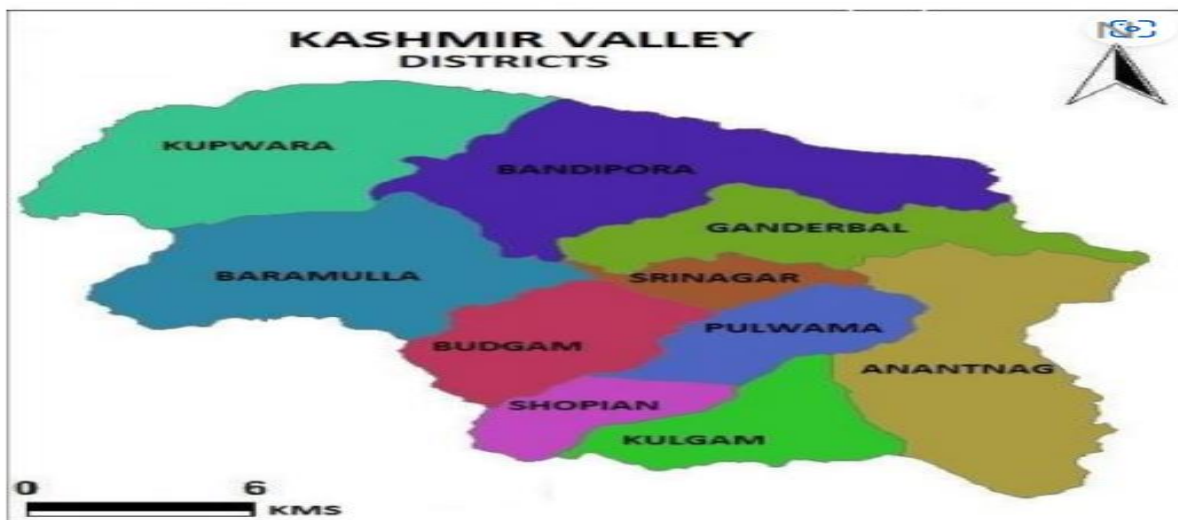 KASHMIR VALLEY
DISTRICTS
N
KUPWARA
BANDIPORA
GANDERBAL
BARAMULLA
SRINAGAR
PULWAMA
BUDGAM
ANANTNAG
SHOPIAN
KULGAM
0 6
KMS